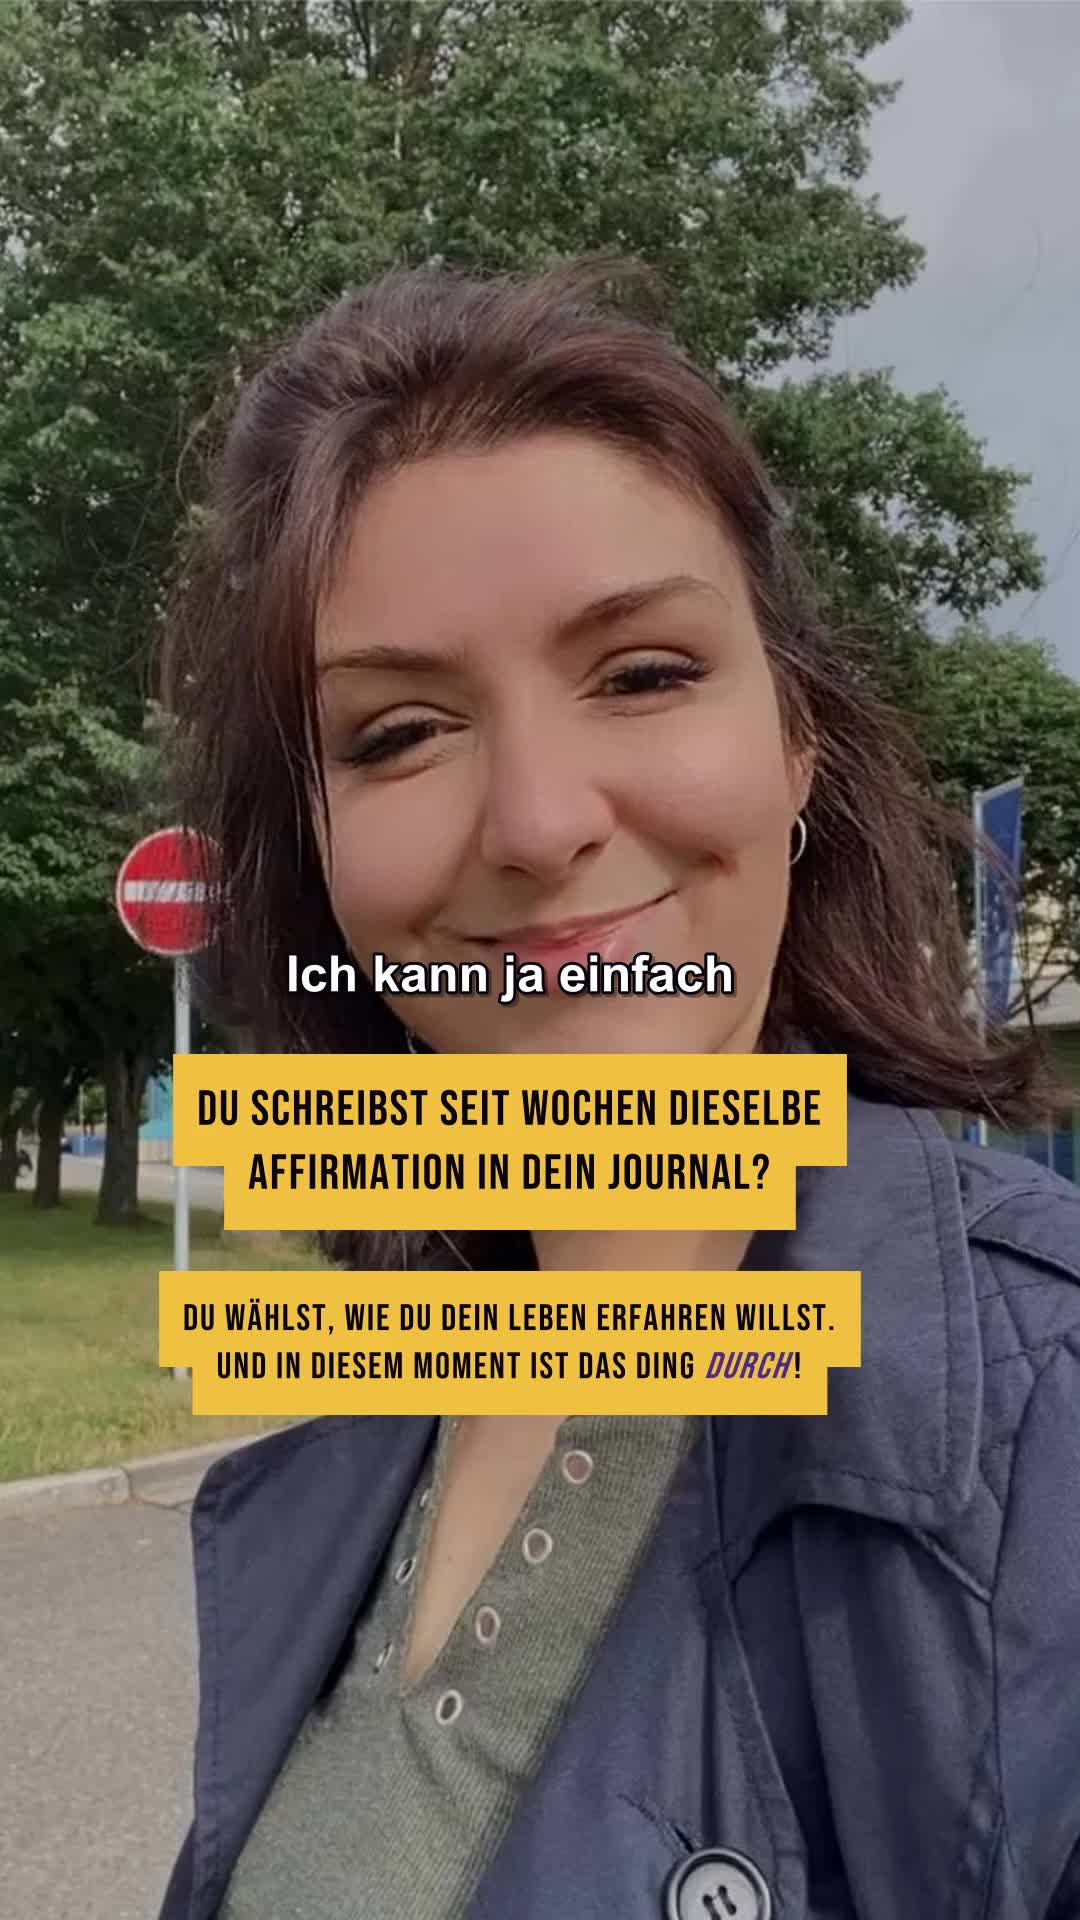 Ich kann ja einfach
DU SCHREIBST SEIT WOCHEN DIESELBE
AFFIRMATION IN DEIN JOURNAL?
DU WÄHLST, WIE DU DEIN LEBEN ERFAHREN WILLST.
UND IN DIESEM MOMENT IST DAS DING DURCH!